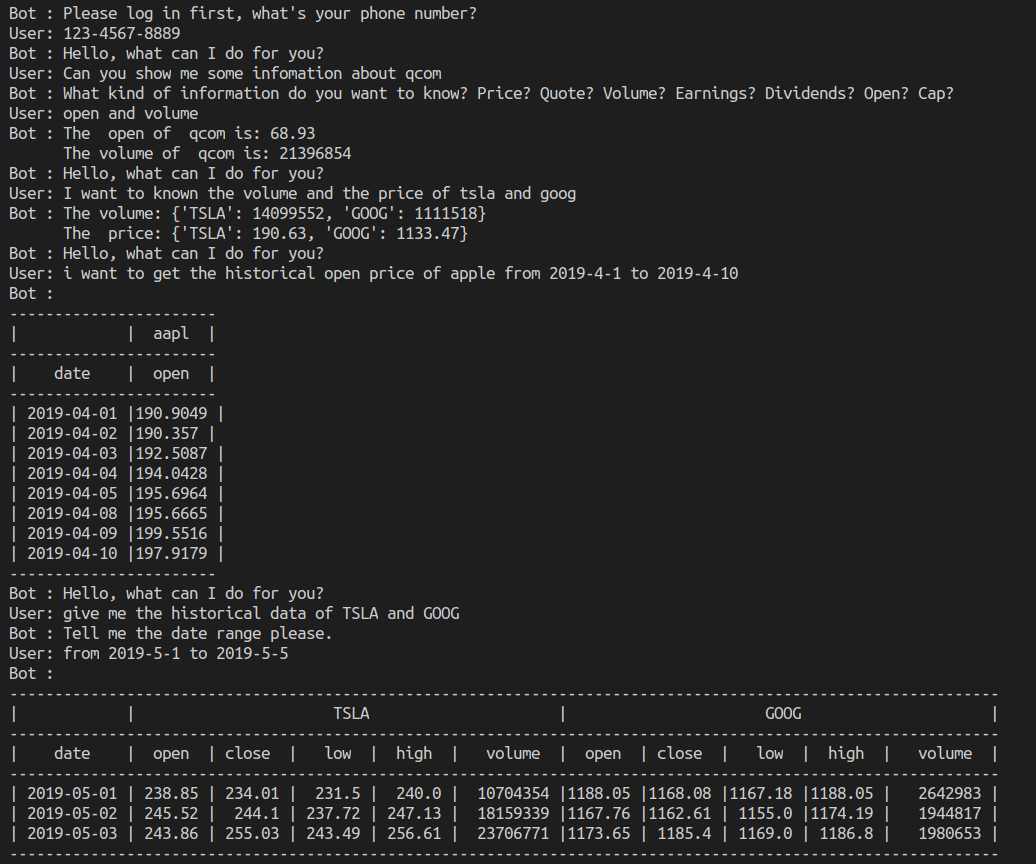 Bot : Please log in first, what's your phone number?
User: 123-4567-8889
Bot : Hello, what can I do for you?
User: Can you show me some infomation about qcom
Bot : What kind of information do you want to know? Price? Quote? Volume? Earnings? Dividends? Open? Cap?
User: open and volume
Bot : The  open of  qcom is: 68.93
      The volume of  qcom is: 21396854
Bot : Hello, what can I do for you?
User: I want to known the volume and the price of tsla and goog
Bot : The volume: {'TSLA': 14099552, 'GOOG': 1111518}
      The  price: {'TSLA': 190.63, 'GOOG': 1133.47}
Bot : Hello, what can I do for you?
User: i want to get the historical open price of apple from 2019-4-1 to 2019-4-10
Bot :
-----------------------
|            |  aapl  |
-----------------------
|    date    |  open  |
-----------------------
| 2019-04-01 |190.9049 |
| 2019-04-02 |190.357 |
| 2019-04-03 |192.5087 |
| 2019-04-04 |194.0428 |
| 2019-04-05 |195.6964 |
| 2019-04-08 |195.6665 |
| 2019-04-09 |199.5516 |
| 2019-04-10 |197.9179 |
-----------------------
Bot : Hello, what can I do for you?
User: give me the historical data of TSLA and GOOG
Bot : Tell me the date range please.
User: from 2019-5-1 to 2019-5-5
Bot :
--------------------------------------------------------------------------------------------------------------
|            |                      TSLA                     |                      GOOG                     |
--------------------------------------------------------------------------------------------------------------
|    date    |  open  | close  |   low  |  high  |   volume  |  open  | close  |   low  |  high  |   volume  |
--------------------------------------------------------------------------------------------------------------
| 2019-05-01 | 238.85 | 234.01 |  231.5 |  240.0 |  10704354 |1188.05 |1168.08 |1167.18 |1188.05 |   2642983 |
| 2019-05-02 | 245.52 |  244.1 | 237.72 | 247.13 |  18159339 |1167.76 |1162.61 | 1155.0 |1174.19 |   1944817 |
| 2019-05-03 | 243.86 | 255.03 | 243.49 | 256.61 |  23706771 |1173.65 | 1185.4 | 1169.0 | 1186.8 |   1980653 |
--------------------------------------------------------------------------------------------------------------